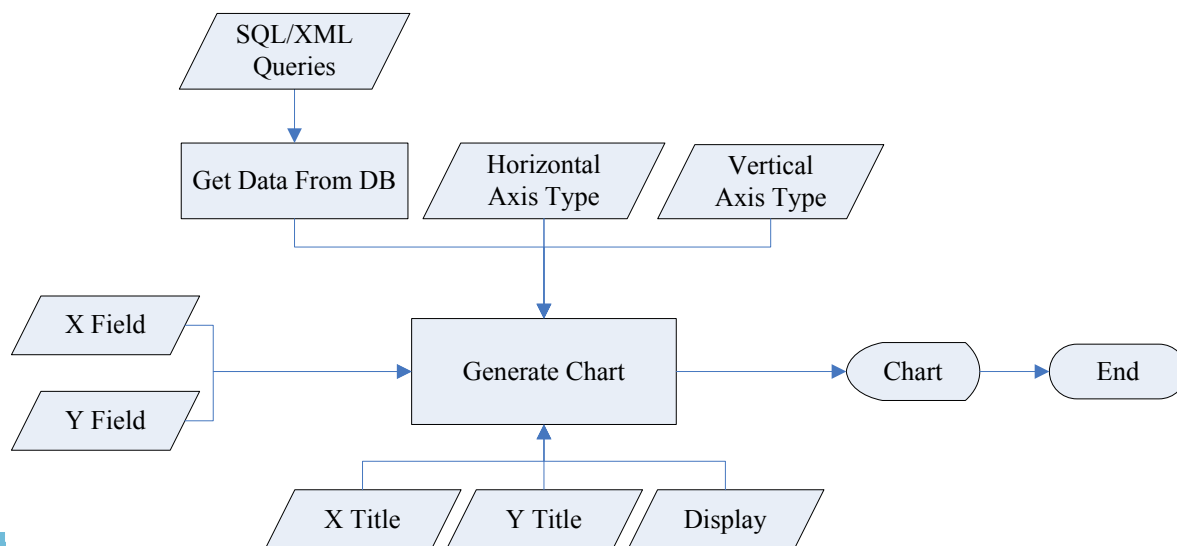 SQL/XML
Queries
Get Data From DB
Horizontal
Axis Type
Vertical
Axis Type
X Field
Y Field
Generate Chart
Chart
End
X Title
Y Title
Display